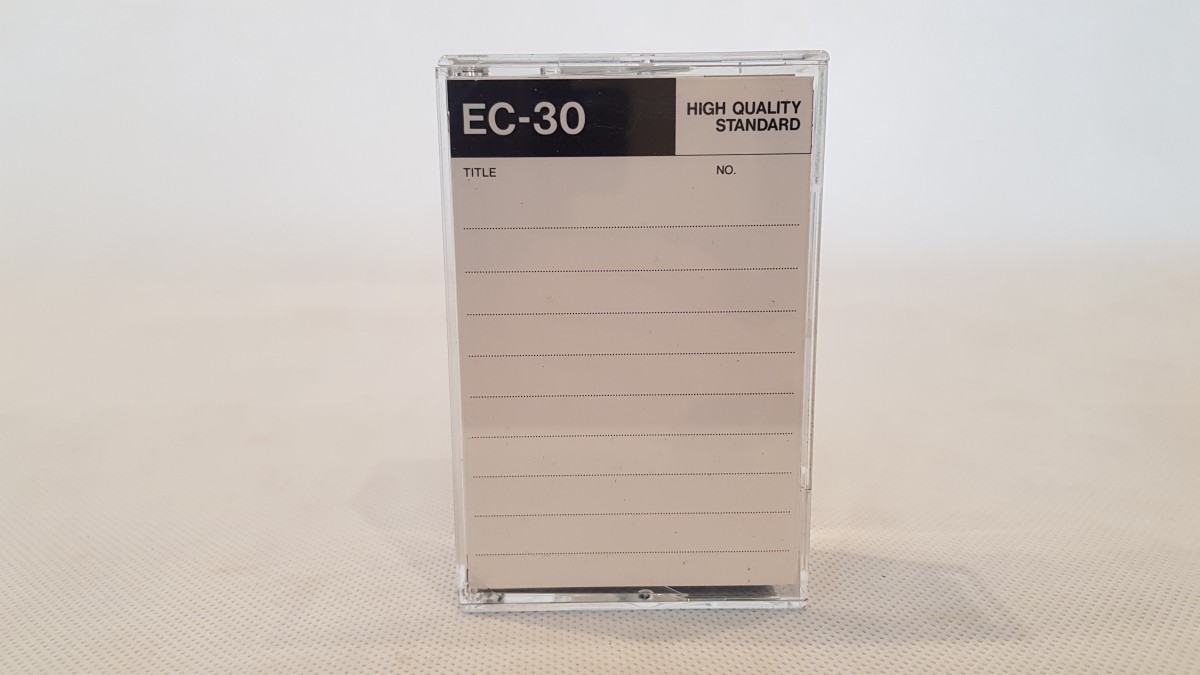 EC-30
HIGH QUALITY
STANDARD
TITLE NO.